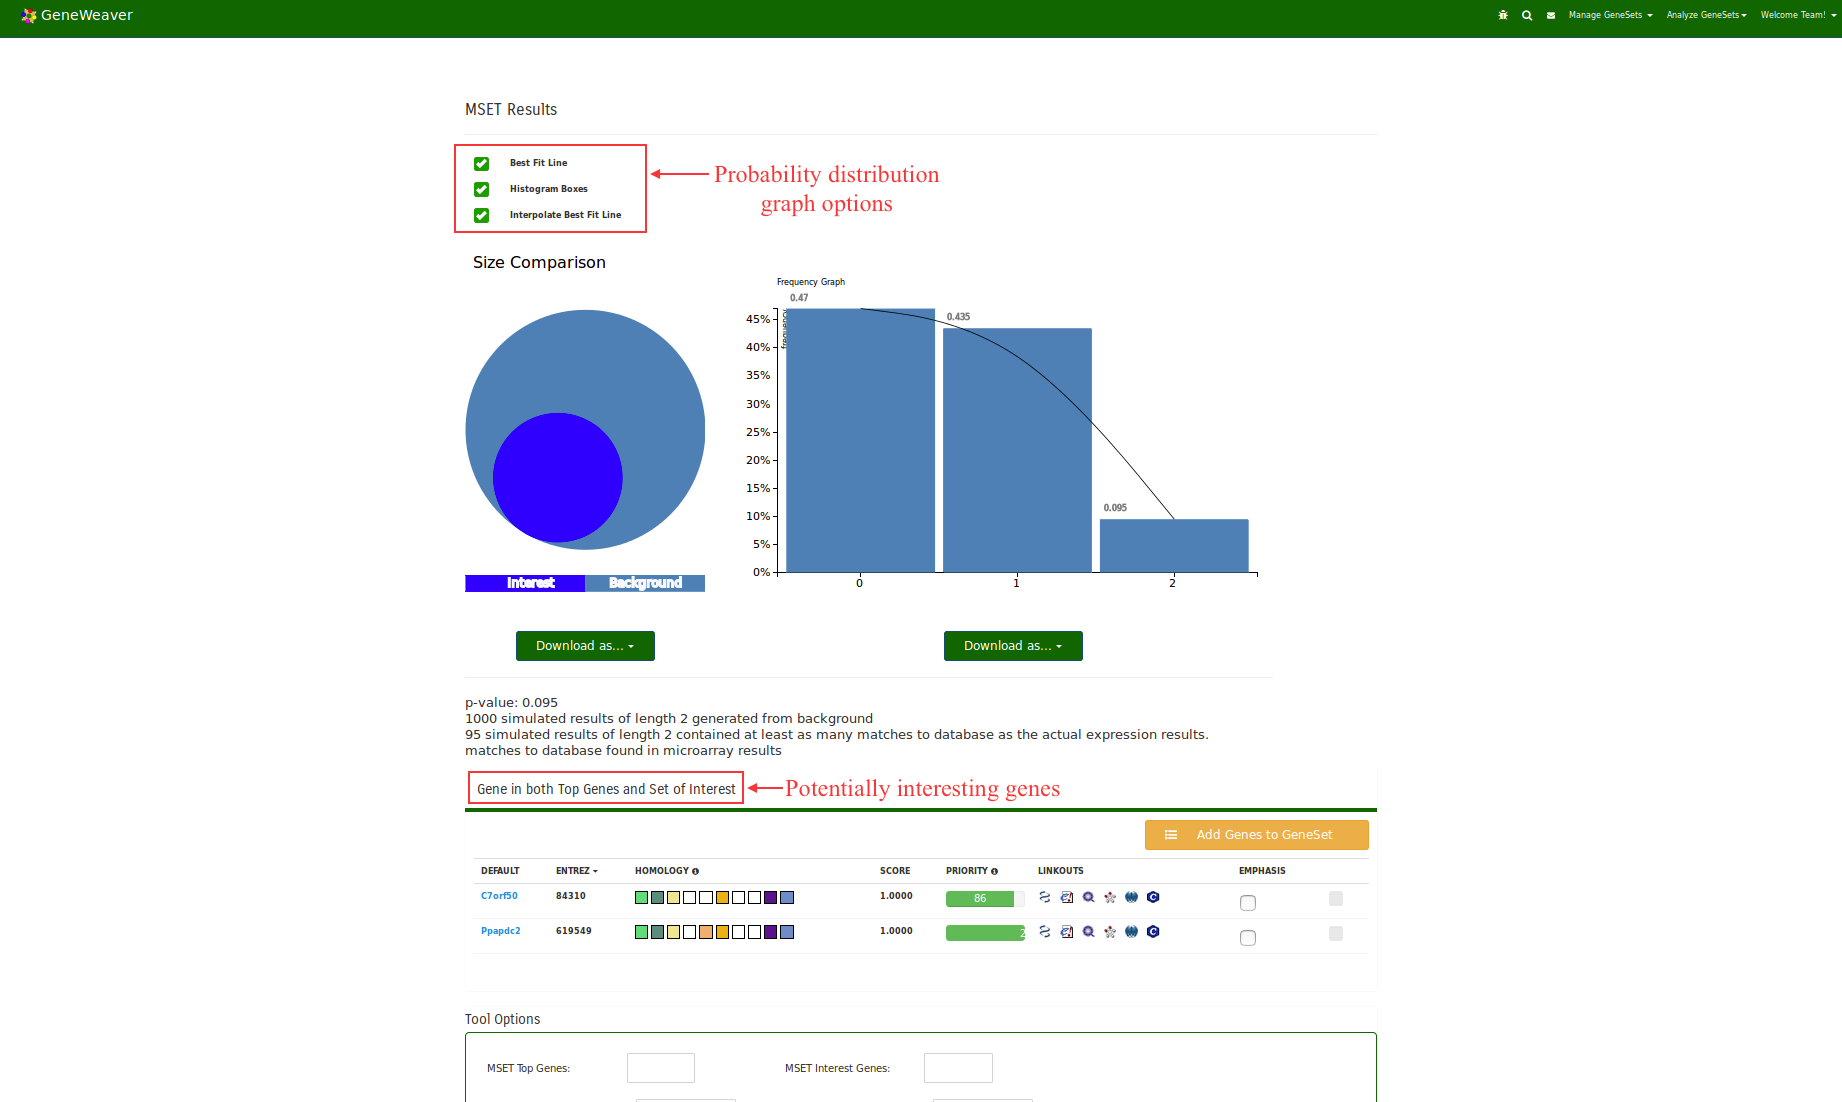 GeneWeaver
Manage GeneSets
Analyze GeneSets
Welcome Team!
MSET Results
Best Fit Line
Histogram Boxes
Interpolate Best Fit Line
Probability distribution
graph options
Size Comparison
Interest
Background
Frequency Graph
frequency
0.47
0.435
0.095
45%
40%
35%
30%
25%
20%
15%
10%
5%
0%
0
1
2
Download as...
Download as...
p-value: 0.095
1000 simulated results of length 2 generated from background
95 simulated results of length 2 contained at least as many matches to database as the actual expression results.
matches to database found in microarray results
Gene in both Top Genes and Set of Interest
Potentially interesting genes
Add Genes to GeneSet
DEFAULT ENTREZ HOMOLOGY SCORE PRIORITY LINKOUTS EMPHASIS
C7orf50 84310 1.0000 86
Ppapdc2 619549 1.0000 2
Tool Options
MSET Top Genes:
MSET Interest Genes: